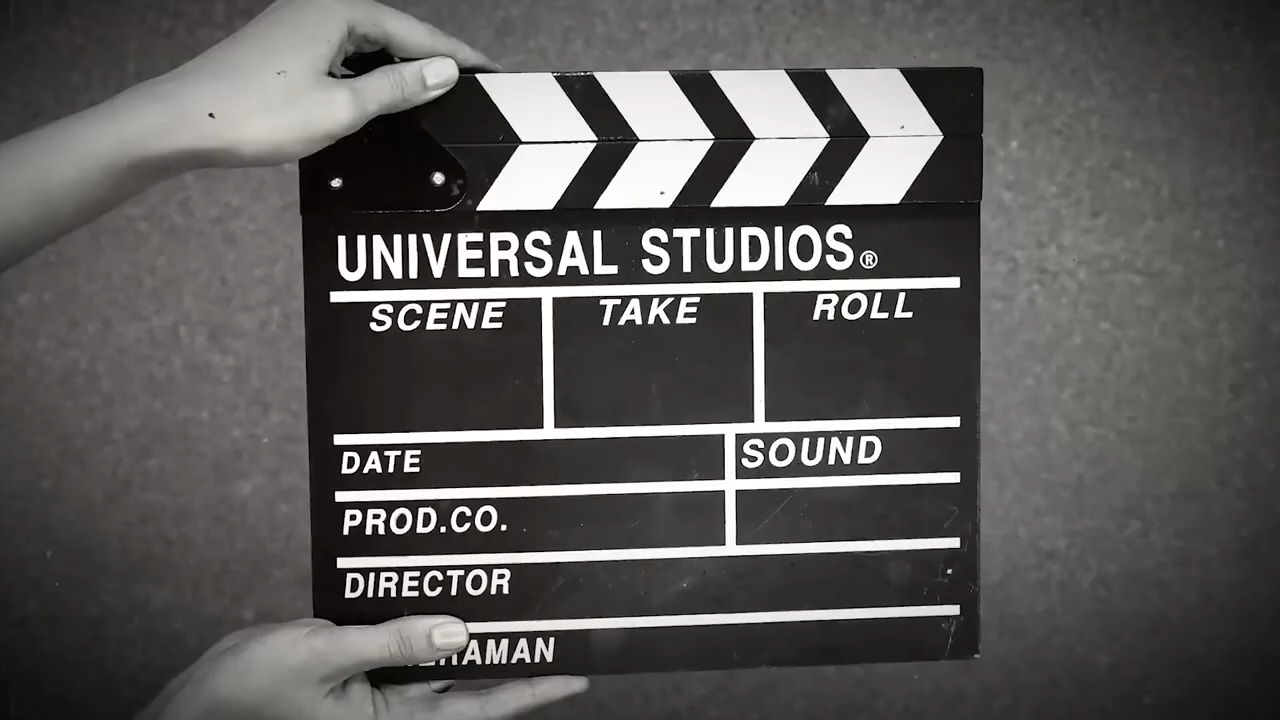 UNIVERSAL STUDIOS®
SCENE TAKE ROLL
DATE SOUND
PROD.CO.
DIRECTOR